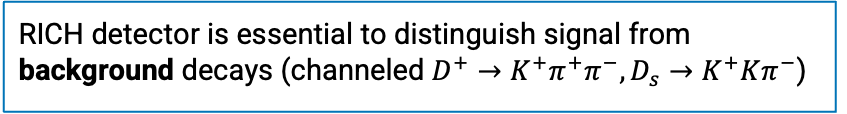 RICH detector is essential to distinguish signal from
background decays (channeled D⁺ → K⁺π⁺π⁻, Dₛ → K⁺Kπ⁻)